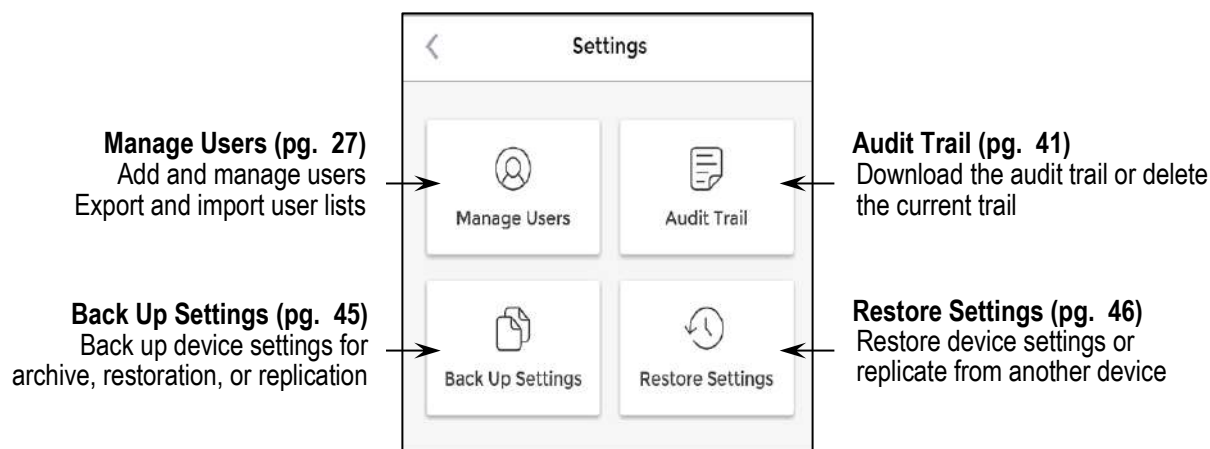 Settings
Manage Users (pg. 27)
Add and manage users
Export and import user lists
Manage Users
Audit Trail
Audit Trail (pg. 41)
Download the audit trail or delete
the current trail
Back Up Settings (pg. 45)
Back up device settings for
archive, restoration, or replication
Back Up Settings
Restore Settings
Restore Settings (pg. 46)
Restore device settings or
replicate from another device